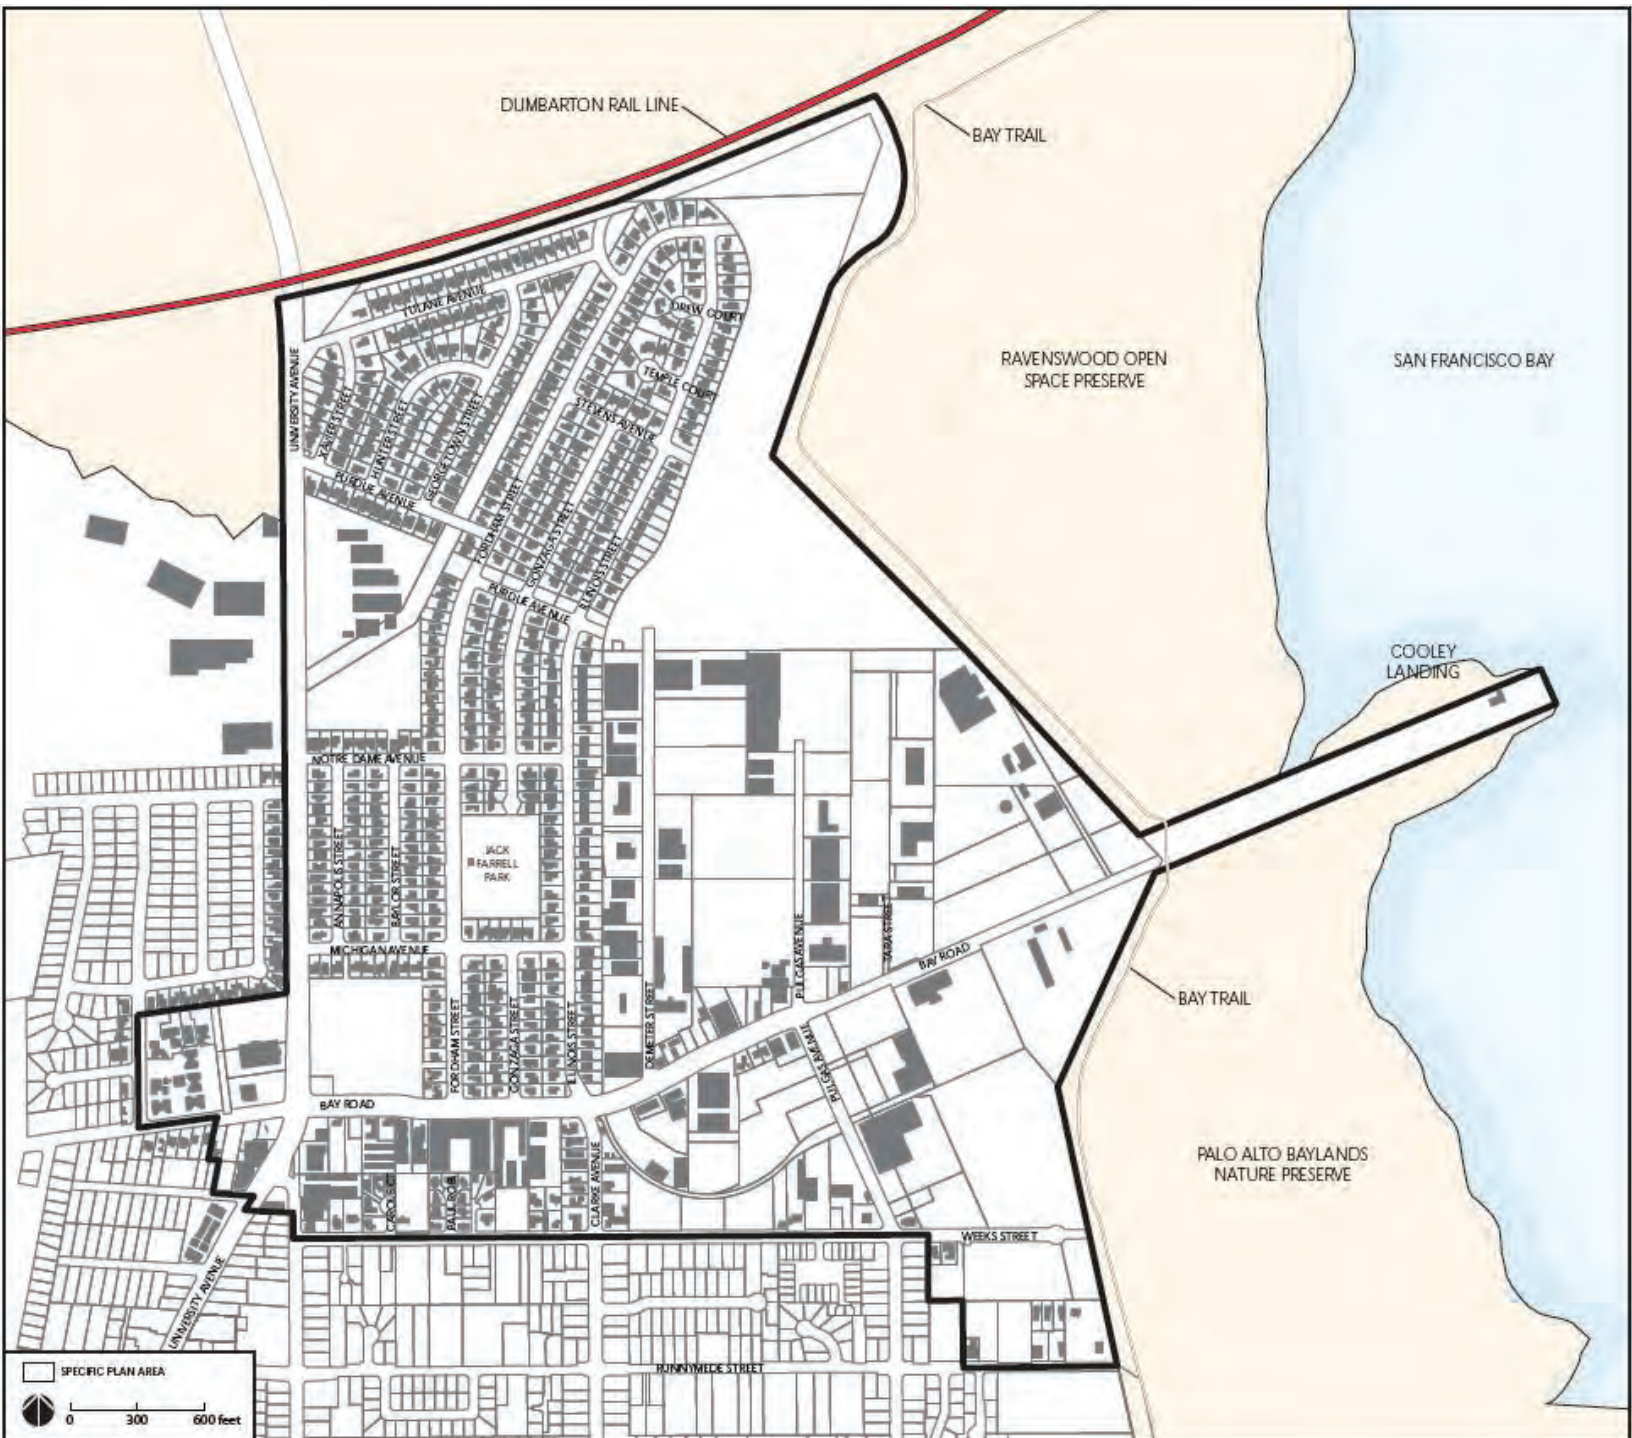 DUMBARTON RAIL LINE
BAY TRAIL
TULANE AVENUE
DREW COURT
UNIVERSITY AVENUE
RAVENSWOOD OPEN
SPACE PRESERVE
SAN FRANCISCO BAY
TEMPLE COURT
XAVIER STREET
HUNTER STREET
GEORGETOWN STREET
STEVENS AVENUE
PURDUE AVENUE
FORDHAM STREET
GONZAGA STREET
ILLINOIS STREET
PURDUE AVENUE
COOLEY
LANDING
NOTRE DAME AVENUE
ANNAPOLIS STREET
BAYLOR STREET
JACK
FARRELL
PARK
MICHIGAN AVENUE
PULGAS AVENUE
TARA STREET
BAY ROAD
BAY TRAIL
FORDHAM STREET
GONZAGA STREET
ILLINOIS STREET
DEMETER STREET
PULGAS AVENUE
BAY ROAD
PALO ALTO BAYLANDS
NATURE PRESERVE
CLARKE AVENUE
WEEKS STREET
UNIVERSITY AVENUE
RUNNYMEDE STREET
SPECIFIC PLAN AREA
0 300 600 feet